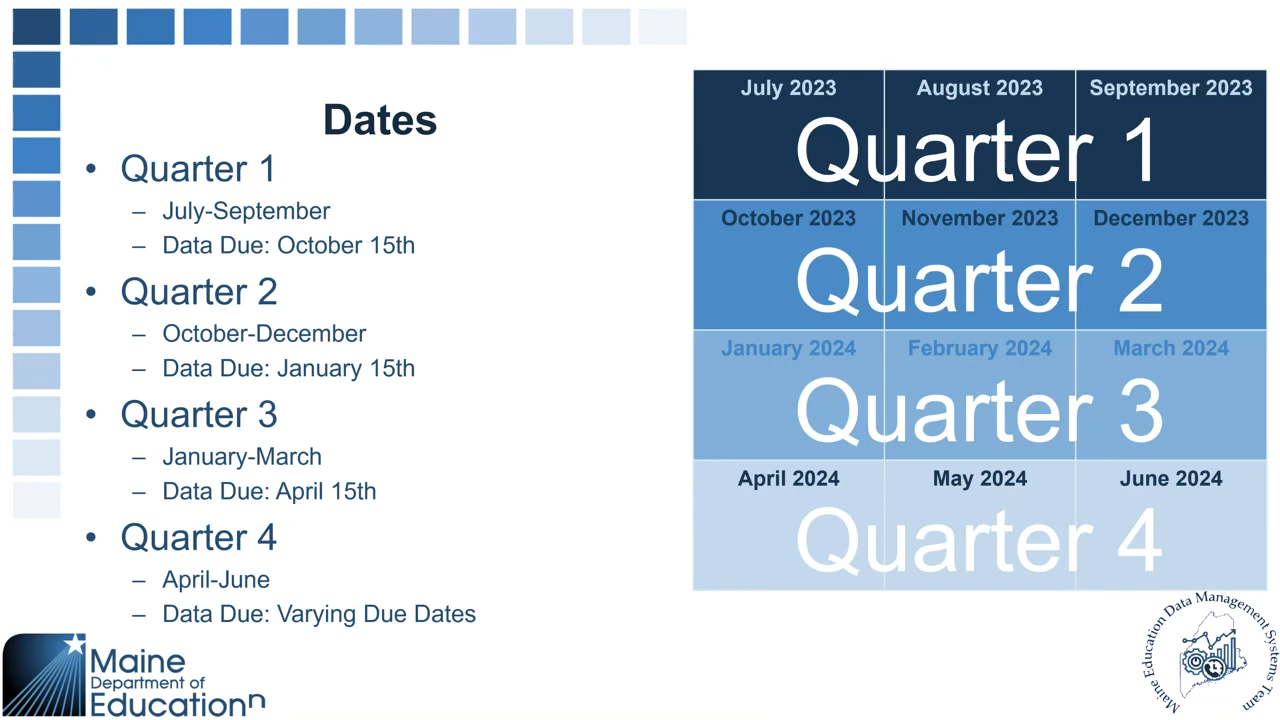 Dates
• Quarter 1
– July-September
– Data Due: October 15th
• Quarter 2
– October-December
– Data Due: January 15th
• Quarter 3
– January-March
– Data Due: April 15th
• Quarter 4
– April-June
– Data Due: Varying Due Dates
July 2023 August 2023 September 2023
Quarter 1
October 2023 November 2023 December 2023
Quarter 2
January 2024 February 2024 March 2024
Quarter 3
April 2024 May 2024 June 2024
Quarter 4
Maine
Department of
Education
Maine Education Data Management Systems Team